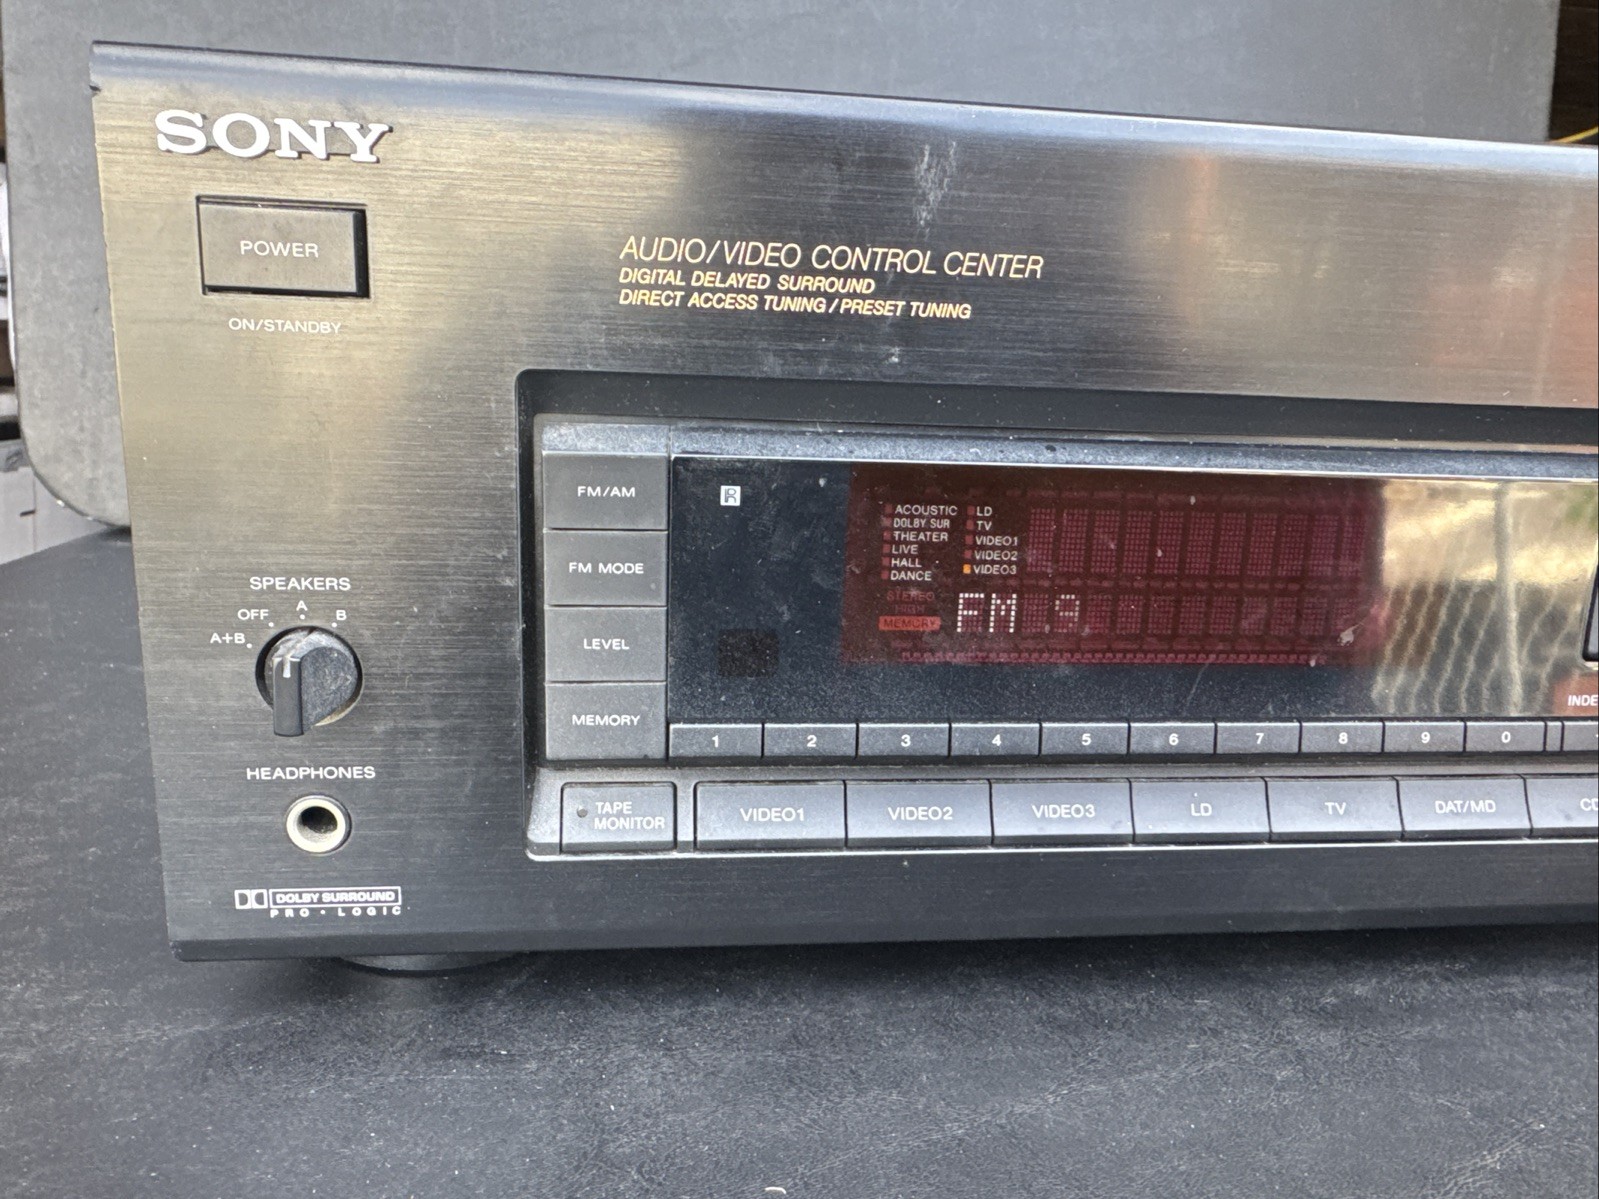 SONY
POWER
ON/STANDBY
AUDIO/VIDEO CONTROL CENTER
DIGITAL DELAYED SURROUND
DIRECT ACCESS TUNING/PRESET TUNING
FM/AM
FM MODE
LEVEL
MEMORY
R
ACOUSTIC
DOLBY SUR
THEATER
LIVE
HALL
DANCE
LD
TV
VIDEO1
VIDEO2
VIDEO3
STEREO
HIGH
MEMORY
FM 9
SPEAKERS
OFF A B
A+B
HEADPHONES
1 2 3 4 5 6 7 8 9 0
TAPE
MONITOR
VIDEO1 VIDEO2 VIDEO3 LD TV DAT/MD
DOLBY SURROUND
PRO · LOGIC